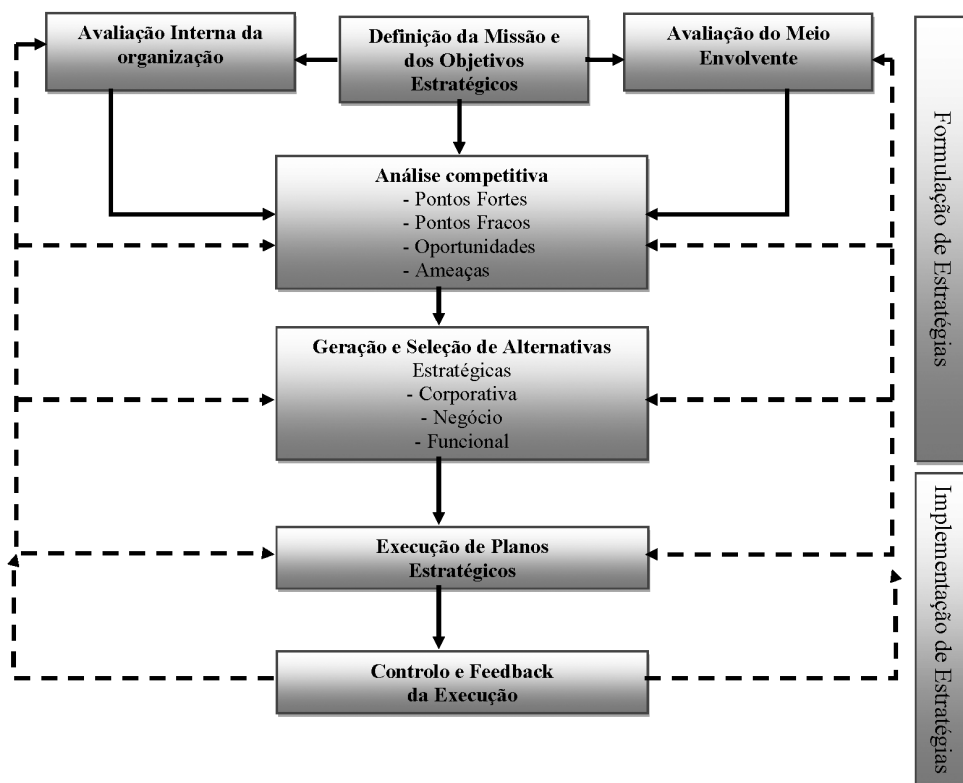 Avaliação Interna da
organização
Definição da Missão e
dos Objetivos
Estratégicos
Avaliação do Meio
Envolvente
Análise competitiva
- Pontos Fortes
- Pontos Fracos
- Oportunidades
- Ameaças
Geração e Seleção de Alternativas
Estratégicas
- Corporativa
- Negócio
- Funcional
Execução de Planos
Estratégicos
Controlo e Feedback
da Execução
Formulação de Estratégias
Implementação de Estratégias